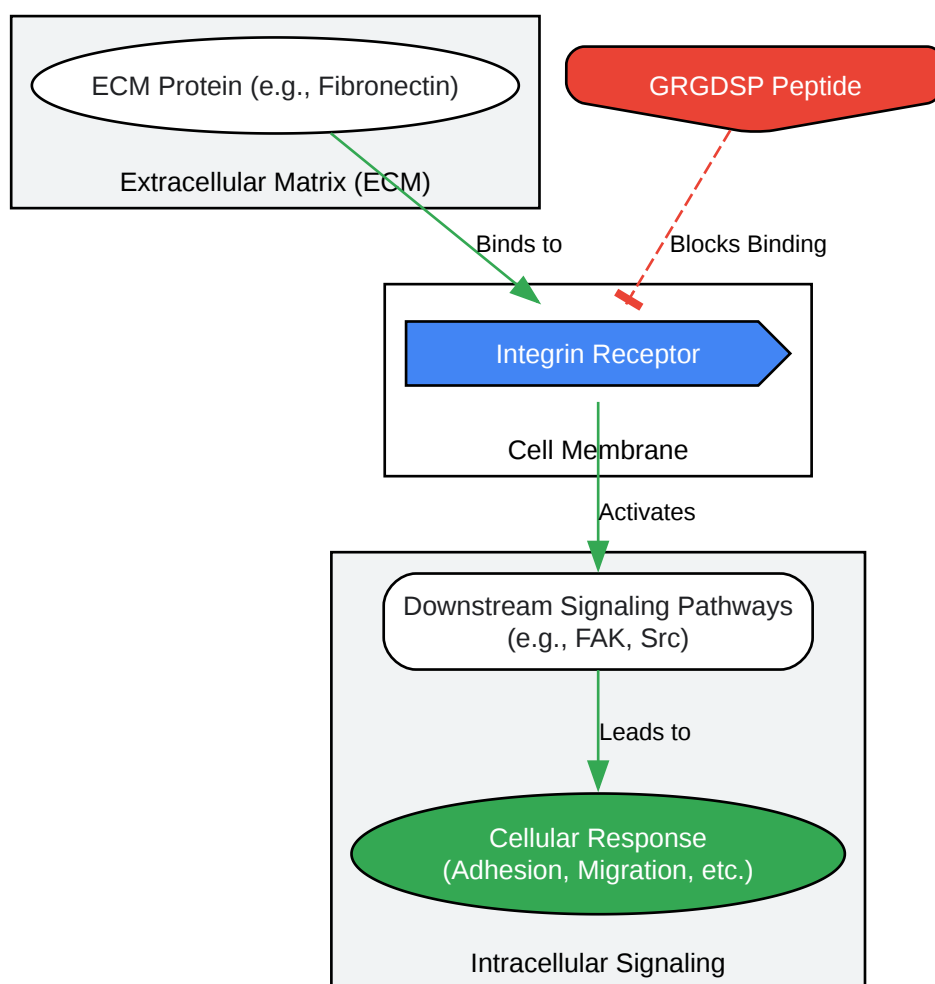 ECM Protein (e.g., Fibronectin)
GRGDSP Peptide
Extracellular Matrix (ECM)
Binds to
Blocks Binding
Integrin Receptor
Cell Membrane
Activates
Downstream Signaling Pathways
(e.g., FAK, Src)
Leads to
Cellular Response
(Adhesion, Migration, etc.)
Intracellular Signaling